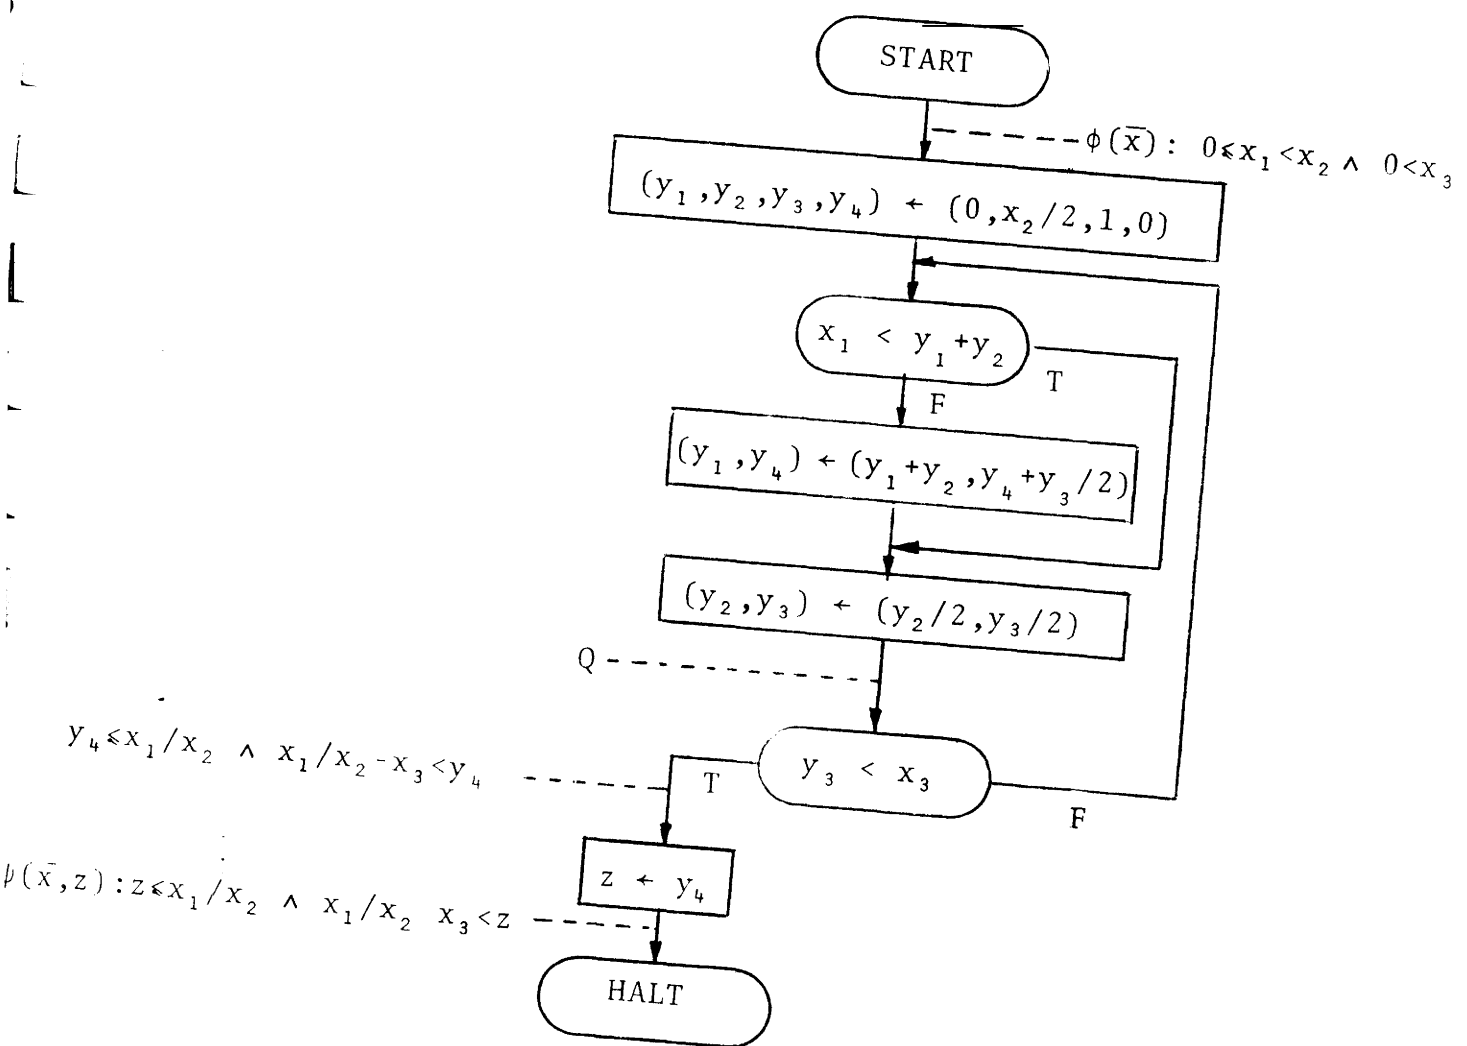 START
φ(x̄): 0≤x₁<x₂ ∧ 0<x₃
(y₁,y₂,y₃,y₄) ← (0,x₂/2,1,0)
x₁ < y₁+y₂
T
F
(y₁,y₄) ← (y₁+y₂,y₄+y₃/2)
(y₂,y₃) ← (y₂/2,y₃/2)
Q
y₄≤x₁/x₂ ∧ x₁/x₂-x₃<y₄
T
y₃ < x₃
F
z ← y₄
(x̄,z):z≤x₁/x₂ ∧ x₁/x₂ x₃<z
HALT